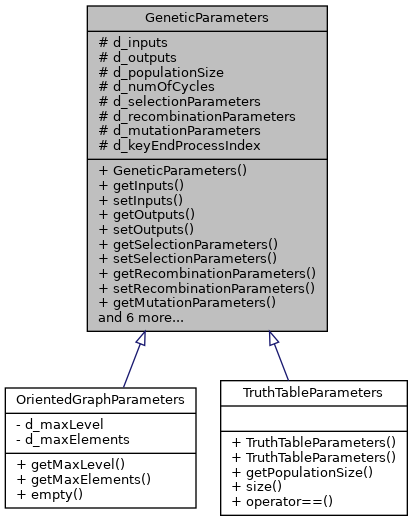 GeneticParameters
# d_inputs
# d_outputs
# d_populationSize
# d_numOfCycles
# d_selectionParameters
# d_recombinationParameters
# d_mutationParameters
# d_keyEndProcessIndex
+ GeneticParameters()
+ getInputs()
+ setInputs()
+ getOutputs()
+ setOutputs()
+ getSelectionParameters()
+ setSelectionParameters()
+ getRecombinationParameters()
+ setRecombinationParameters()
+ getMutationParameters()
and 6 more...
OrientedGraphParameters
- d_maxLevel
- d_maxElements
+ getMaxLevel()
+ getMaxElements()
+ empty()
TruthTableParameters
+ TruthTableParameters()
+ TruthTableParameters()
+ getPopulationSize()
+ size()
+ operator==()